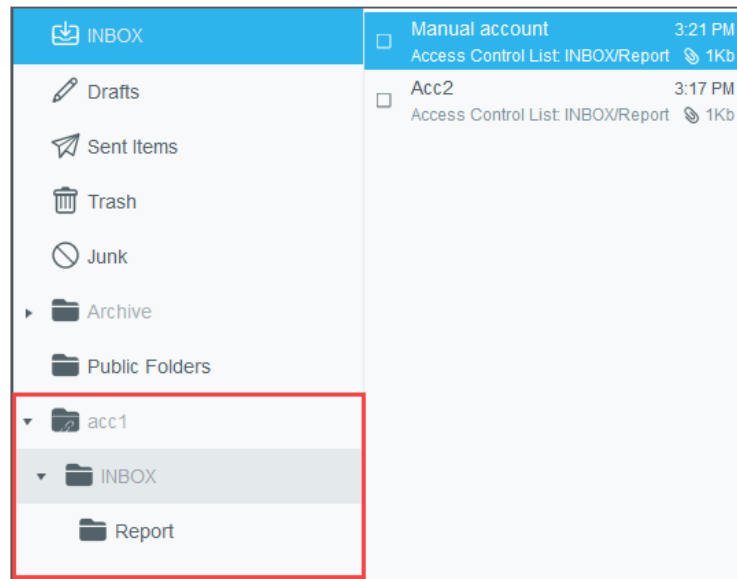 INBOX
Drafts
Sent Items
Trash
Junk
Archive
Public Folders
acc1
INBOX
Report
Manual account 3:21 PM
Access Control List: INBOX/Report 1Kb
Acc2 3:17 PM
Access Control List: INBOX/Report 1Kb